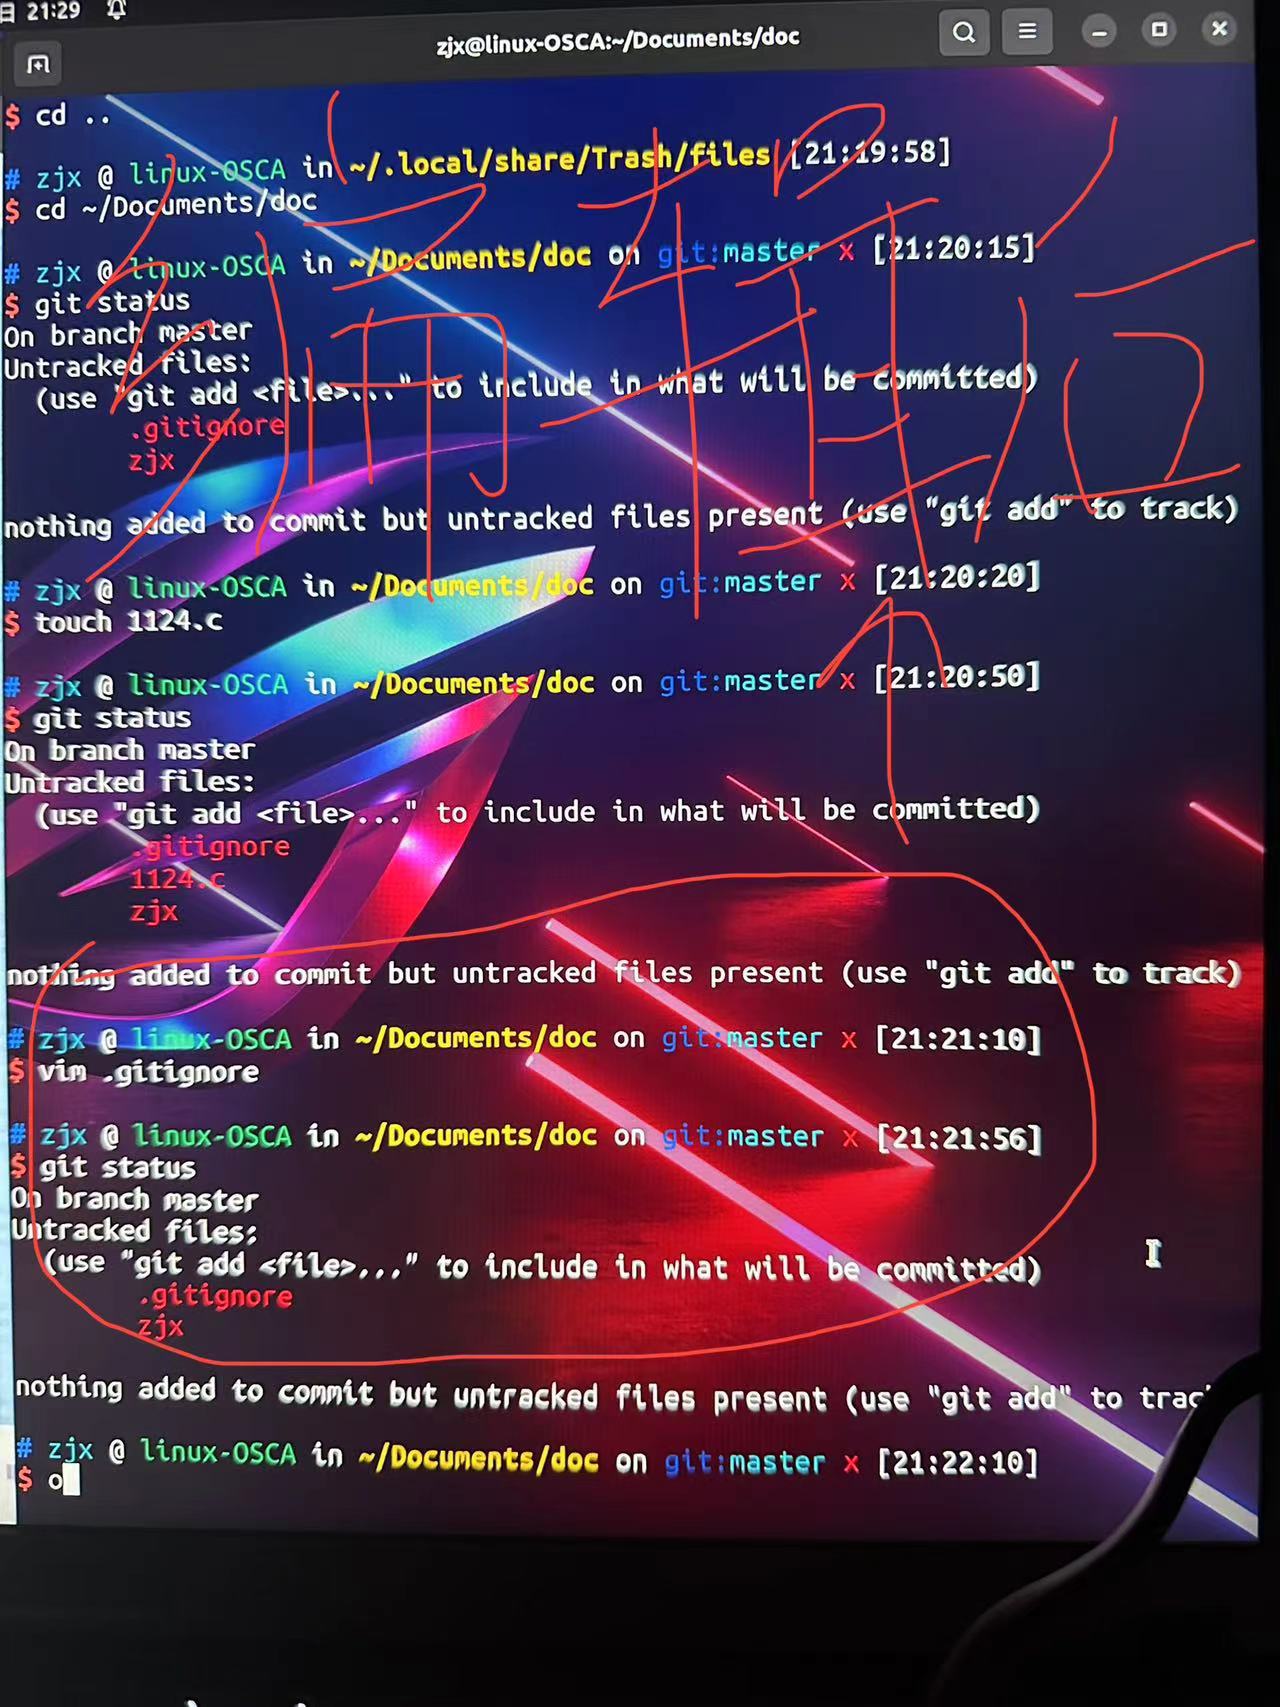 日 21:29
zjx@linux-OSCA:~/Documents/doc
$ cd ..
# zjx @ linux-OSCA in ~/.local/share/Trash/files [21:19:58]
$ cd ~/Documents/doc
# zjx @ linux-OSCA in ~/Documents/doc on git:master x [21:20:15]
$ git status
On branch master
Untracked files:
(use "git add <file>..." to include in what will be committed)
.gitignore
zjx
nothing added to commit but untracked files present (use "git add" to track)
# zjx @ linux-OSCA in ~/Documents/doc on git:master x [21:20:20]
$ touch 1124.c
# zjx @ linux-OSCA in ~/Documents/doc on git:master x [21:20:50]
$ git status
On branch master
Untracked files:
(use "git add <file>..." to include in what will be committed)
.gitignore
1124.c
zjx
nothing added to commit but untracked files present (use "git add" to track)
# zjx @ linux-OSCA in ~/Documents/doc on git:master x [21:21:10]
$ vim .gitignore
# zjx @ linux-OSCA in ~/Documents/doc on git:master x [21:21:56]
$ git status
On branch master
Untracked files:
(use "git add <file>..." to include in what will be committed)
.gitignore
zjx
nothing added to commit but untracked files present (use "git add" to trac
# zjx @ linux-OSCA in ~/Documents/doc on git:master x [21:22:10]
$ o